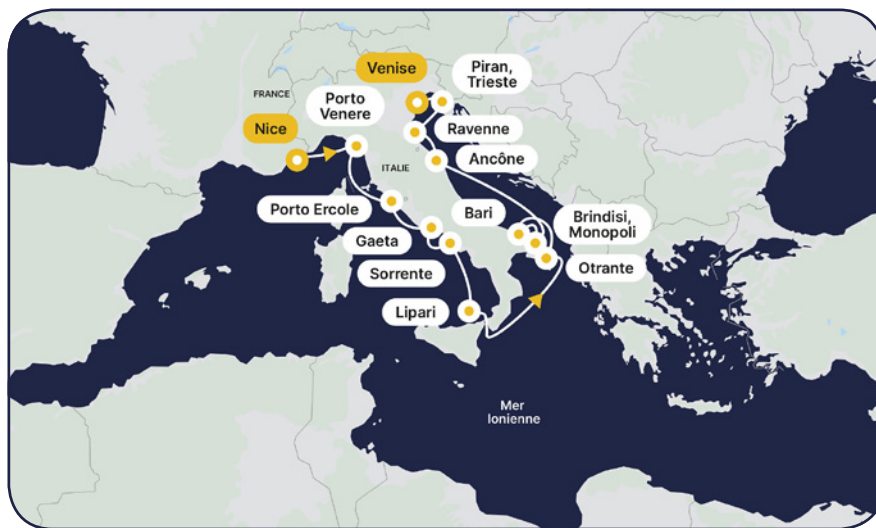 Venise
Piran,
Trieste
FRANCE
Porto
Venere
Nice
Ravenne
Ancône
ITALIE
Porto Ercole
Bari
Brindisi,
Monopoli
Gaeta
Otrante
Sorrente
Lipari
Mer
Ionienne